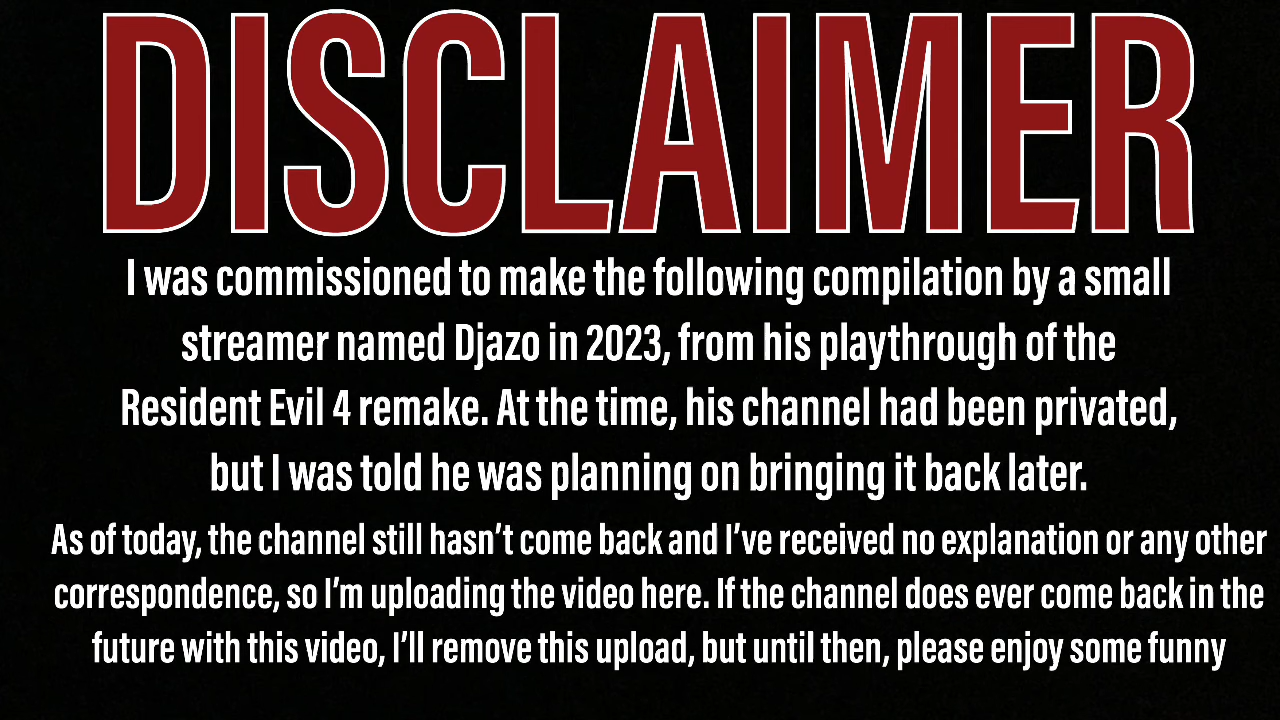 DISCLAIMER
I was commissioned to make the following compilation by a small
streamer named Djazo in 2023, from his playthrough of the
Resident Evil 4 remake. At the time, his channel had been privated,
but I was told he was planning on bringing it back later.
As of today, the channel still hasn’t come back and I’ve received no explanation or any other
correspondence, so I’m uploading the video here. If the channel does ever come back in the
future with this video, I’ll remove this upload, but until then, please enjoy some funny